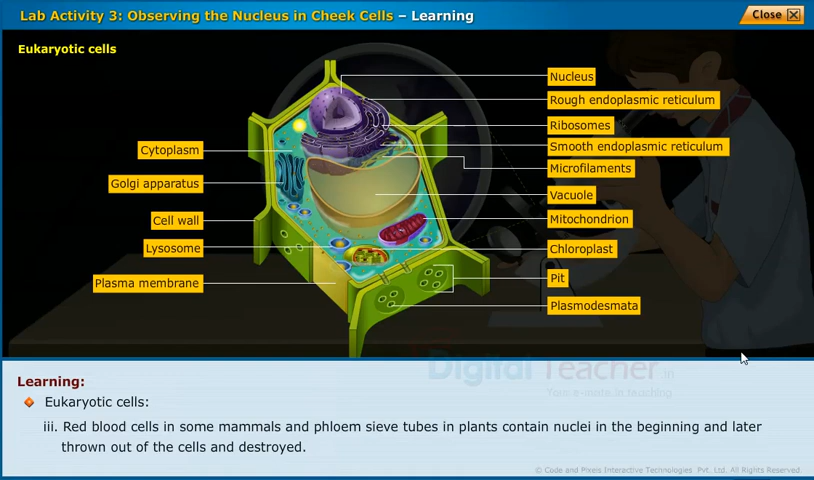 Lab Activity 3: Observing the Nucleus in Cheek Cells – Learning
Close
Eukaryotic cells
Nucleus
Rough endoplasmic reticulum
Ribosomes
Smooth endoplasmic reticulum
Microfilaments
Vacuole
Mitochondrion
Chloroplast
Pit
Plasmodesmata
Cytoplasm
Golgi apparatus
Cell wall
Lysosome
Plasma membrane
Digital Teacher.in
Your e-mate in teaching
Learning:
Eukaryotic cells:
iii. Red blood cells in some mammals and phloem sieve tubes in plants contain nuclei in the beginning and later
thrown out of the cells and destroyed.
© Code and Pixels Interactive Technologies Pvt. Ltd. All Rights Reserved.